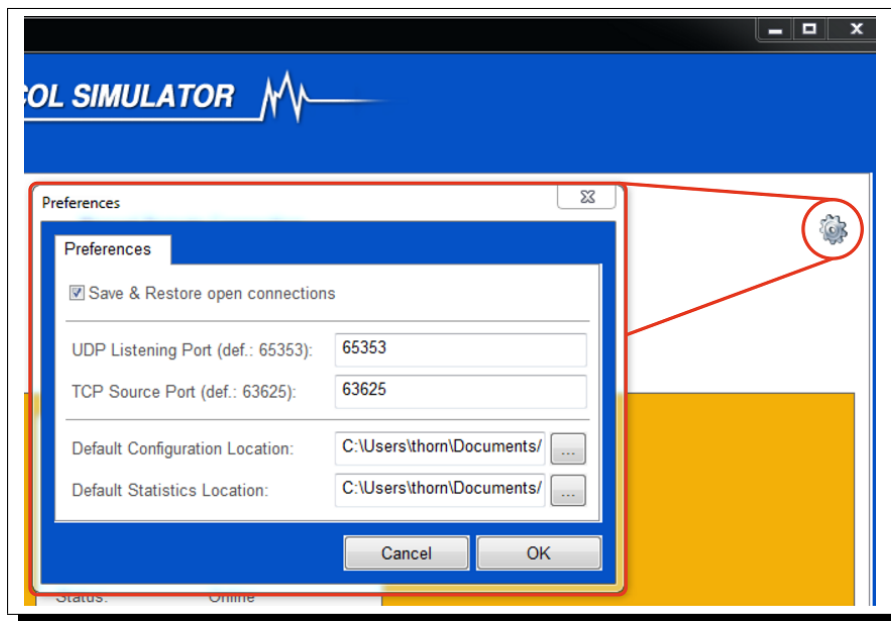 COL SIMULATOR
Preferences
Preferences
Save & Restore open connections
UDP Listening Port (def.: 65353): 65353
TCP Source Port (def.: 63625): 63625
Default Configuration Location: C:\Users\thorn\Documents/ ...
Default Statistics Location: C:\Users\thorn\Documents/ ...
Cancel OK
Status: Online